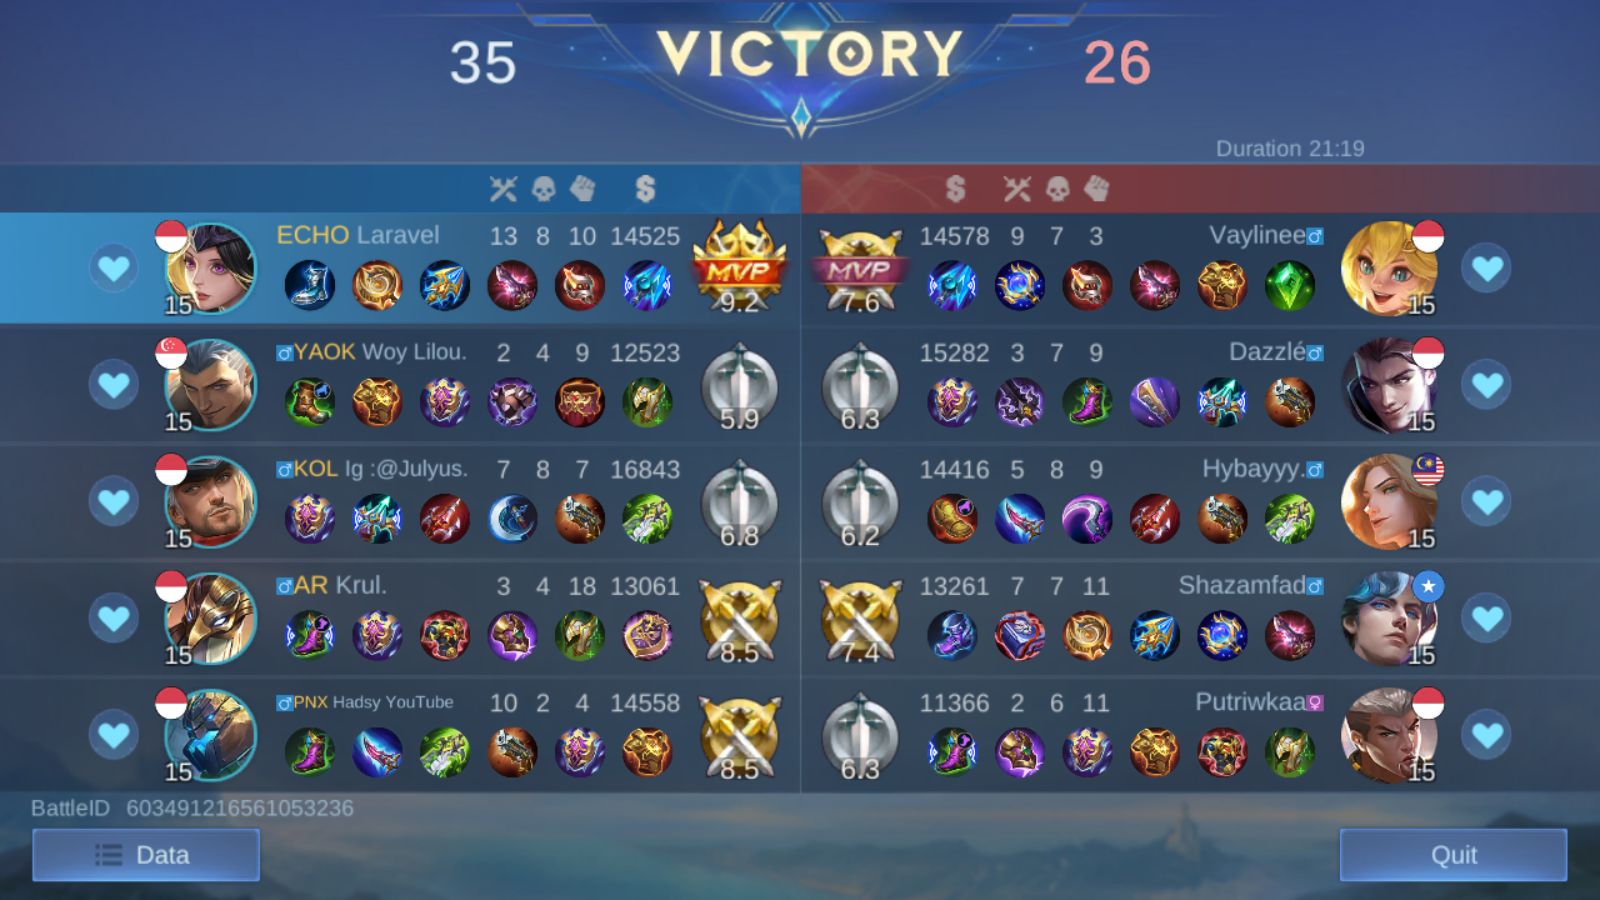 35 VICTORY 26
Duration 21:19
ECHO Laravel 13 8 10 14525 MVP 9.2 15
MVP 7.6 14578 9 7 3 Vaylinee 15
YAOK Woy Lilou. 2 4 9 12523 5.9 15
6.3 15282 3 7 9 Dazzlé 15
KOL Ig :@Julyus. 7 8 7 16843 6.8 15
6.2 14416 5 8 9 Hybayyy. 15
AR Krul. 3 4 18 13061 8.5 15
7.4 13261 7 7 11 Shazamfad 15
PNX Hadsy YouTube 10 2 4 14558 8.5 15
6.3 11366 2 6 11 Putriwkaa 15
BattleID 603491216561053236
Data
Quit